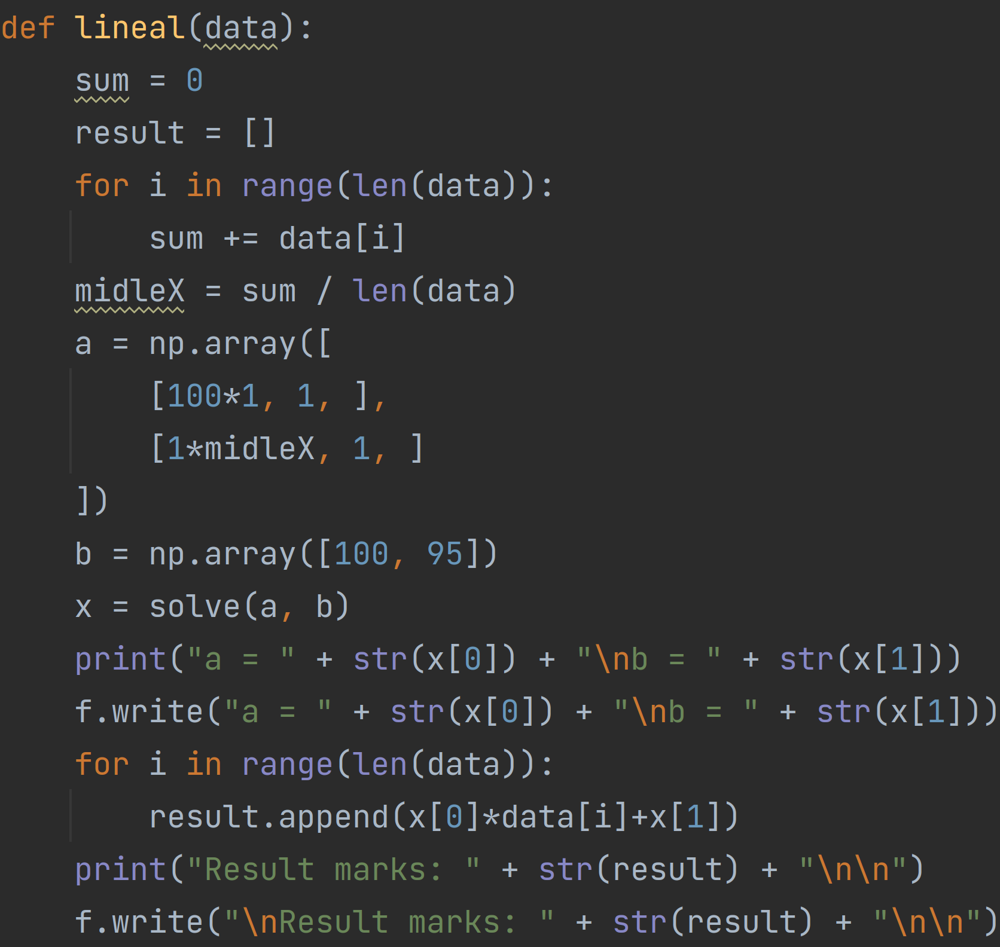 def lineal(data):
    sum = 0
    result = []
    for i in range(len(data)):
        sum += data[i]
    midleX = sum / len(data)
    a = np.array([
        [100*1, 1, ],
        [1*midleX, 1, ]
    ])
    b = np.array([100, 95])
    x = solve(a, b)
    print("a = " + str(x[0]) + "\nb = " + str(x[1]))
    f.write("a = " + str(x[0]) + "\nb = " + str(x[1]))
    for i in range(len(data)):
        result.append(x[0]*data[i]+x[1])
    print("Result marks: " + str(result) + "\n\n")
    f.write("\nResult marks: " + str(result) + "\n\n")